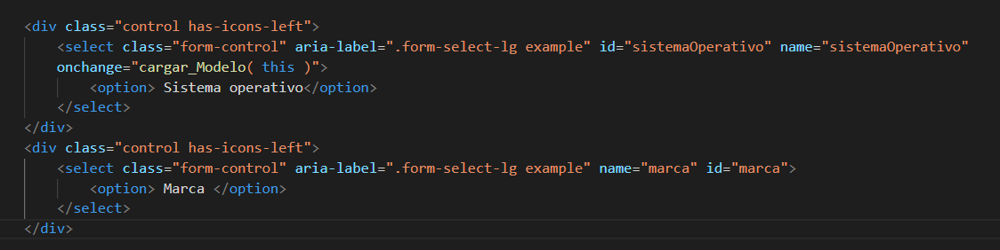 <div class="control has-icons-left">
<select class="form-control" aria-label=".form-select-lg example" id="sistemaOperativo" name="sistemaOperativo"
onchange="cargar_Modelo( this )">
<option> Sistema operativo</option>
</select>
</div>
<div class="control has-icons-left">
<select class="form-control" aria-label=".form-select-lg example" name="marca" id="marca">
<option> Marca </option>
</select>
</div>